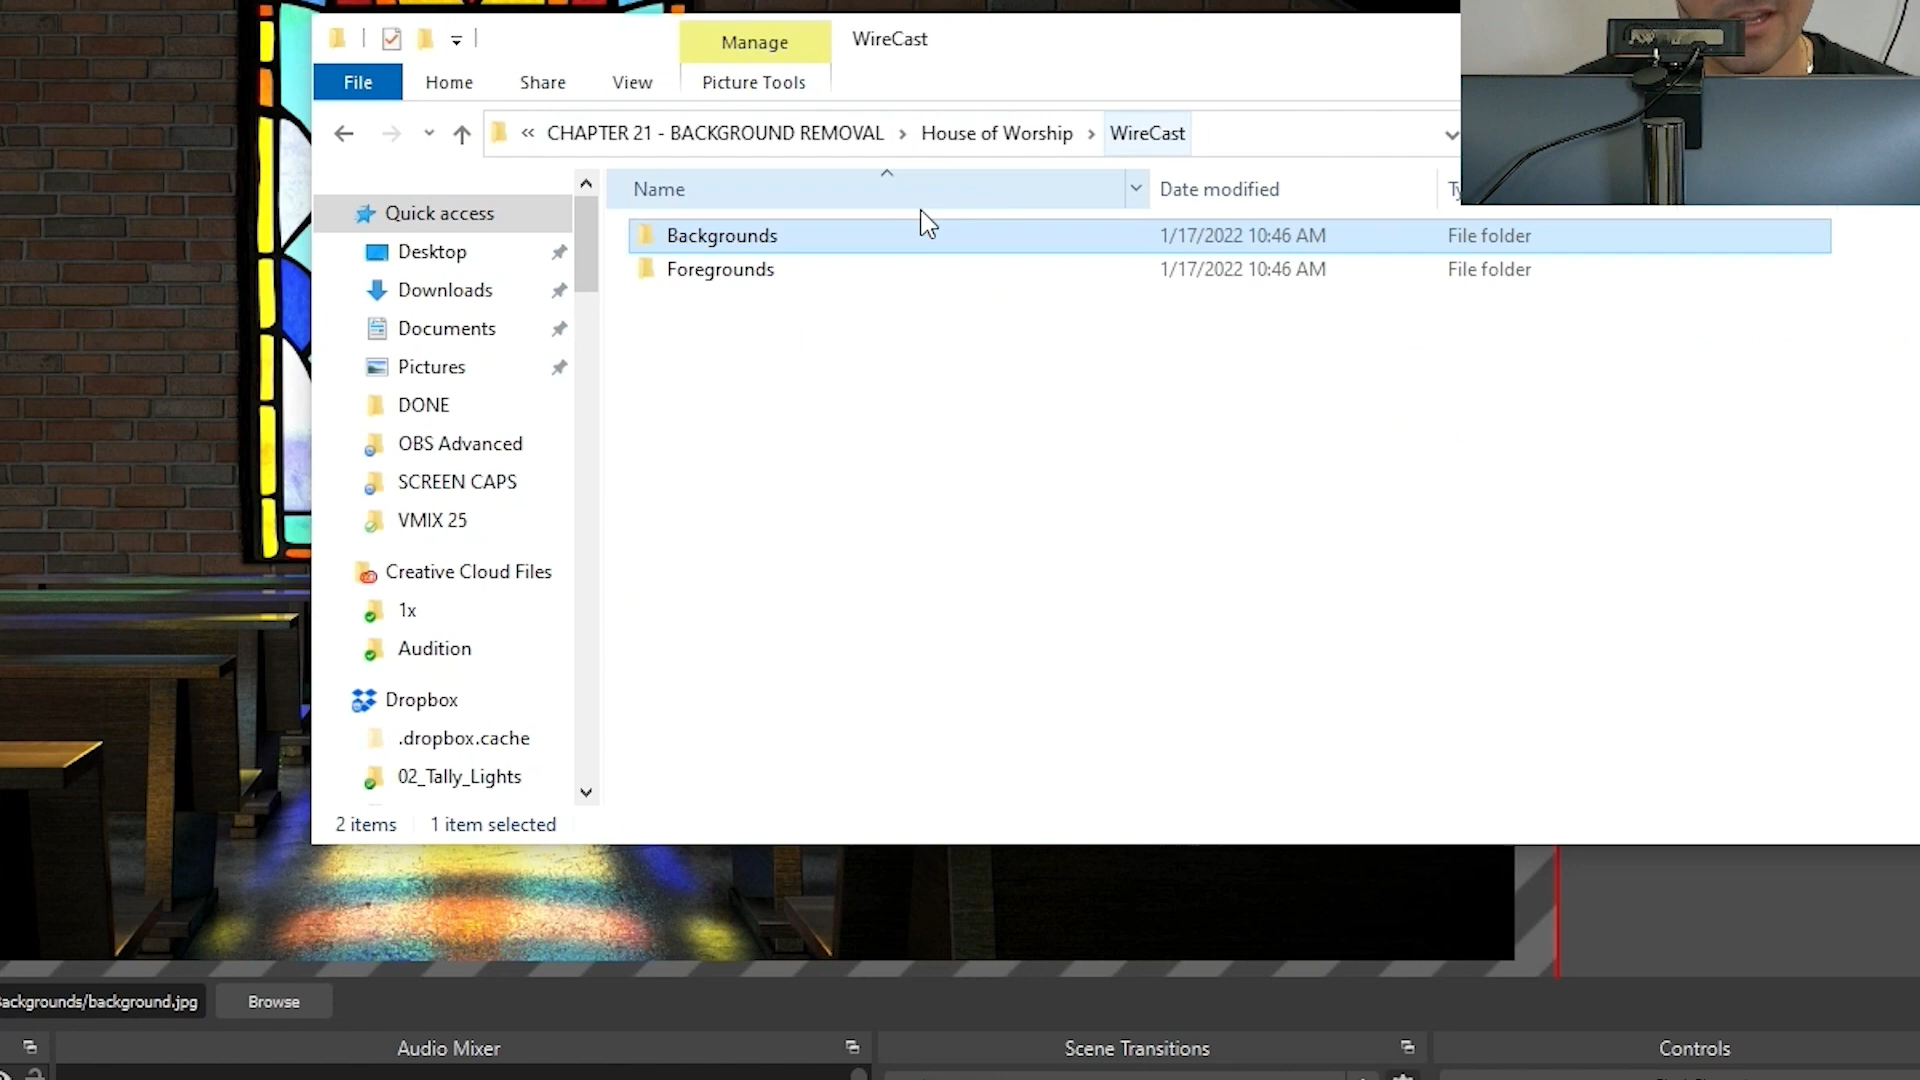 Manage
WireCast
File
Home
Share
View
Picture Tools
« CHAPTER 21 - BACKGROUND REMOVAL > House of Worship > WireCast
Name
Date modified
Quick access
Backgrounds
1/17/2022 10:46 AM
File folder
Foregrounds
1/17/2022 10:46 AM
File folder
Desktop
Downloads
Documents
Pictures
DONE
OBS Advanced
SCREEN CAPS
VMIX 25
Creative Cloud Files
1x
Audition
Dropbox
.dropbox.cache
02_Tally_Lights
2 items
1 item selected
ackgrounds/background.jpg
Browse
Audio Mixer
Scene Transitions
Controls